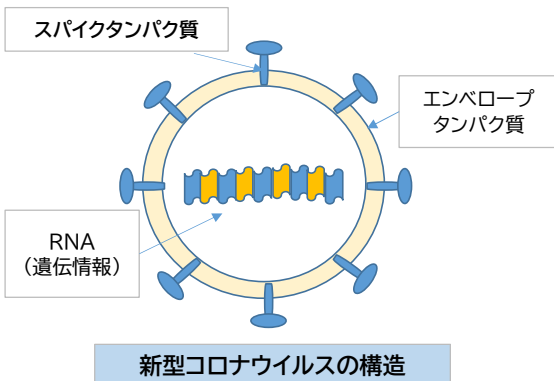 スパイクタンパク質
エンベロープ
タンパク質
RNA
（遺伝情報）
新型コロナウイルスの構造